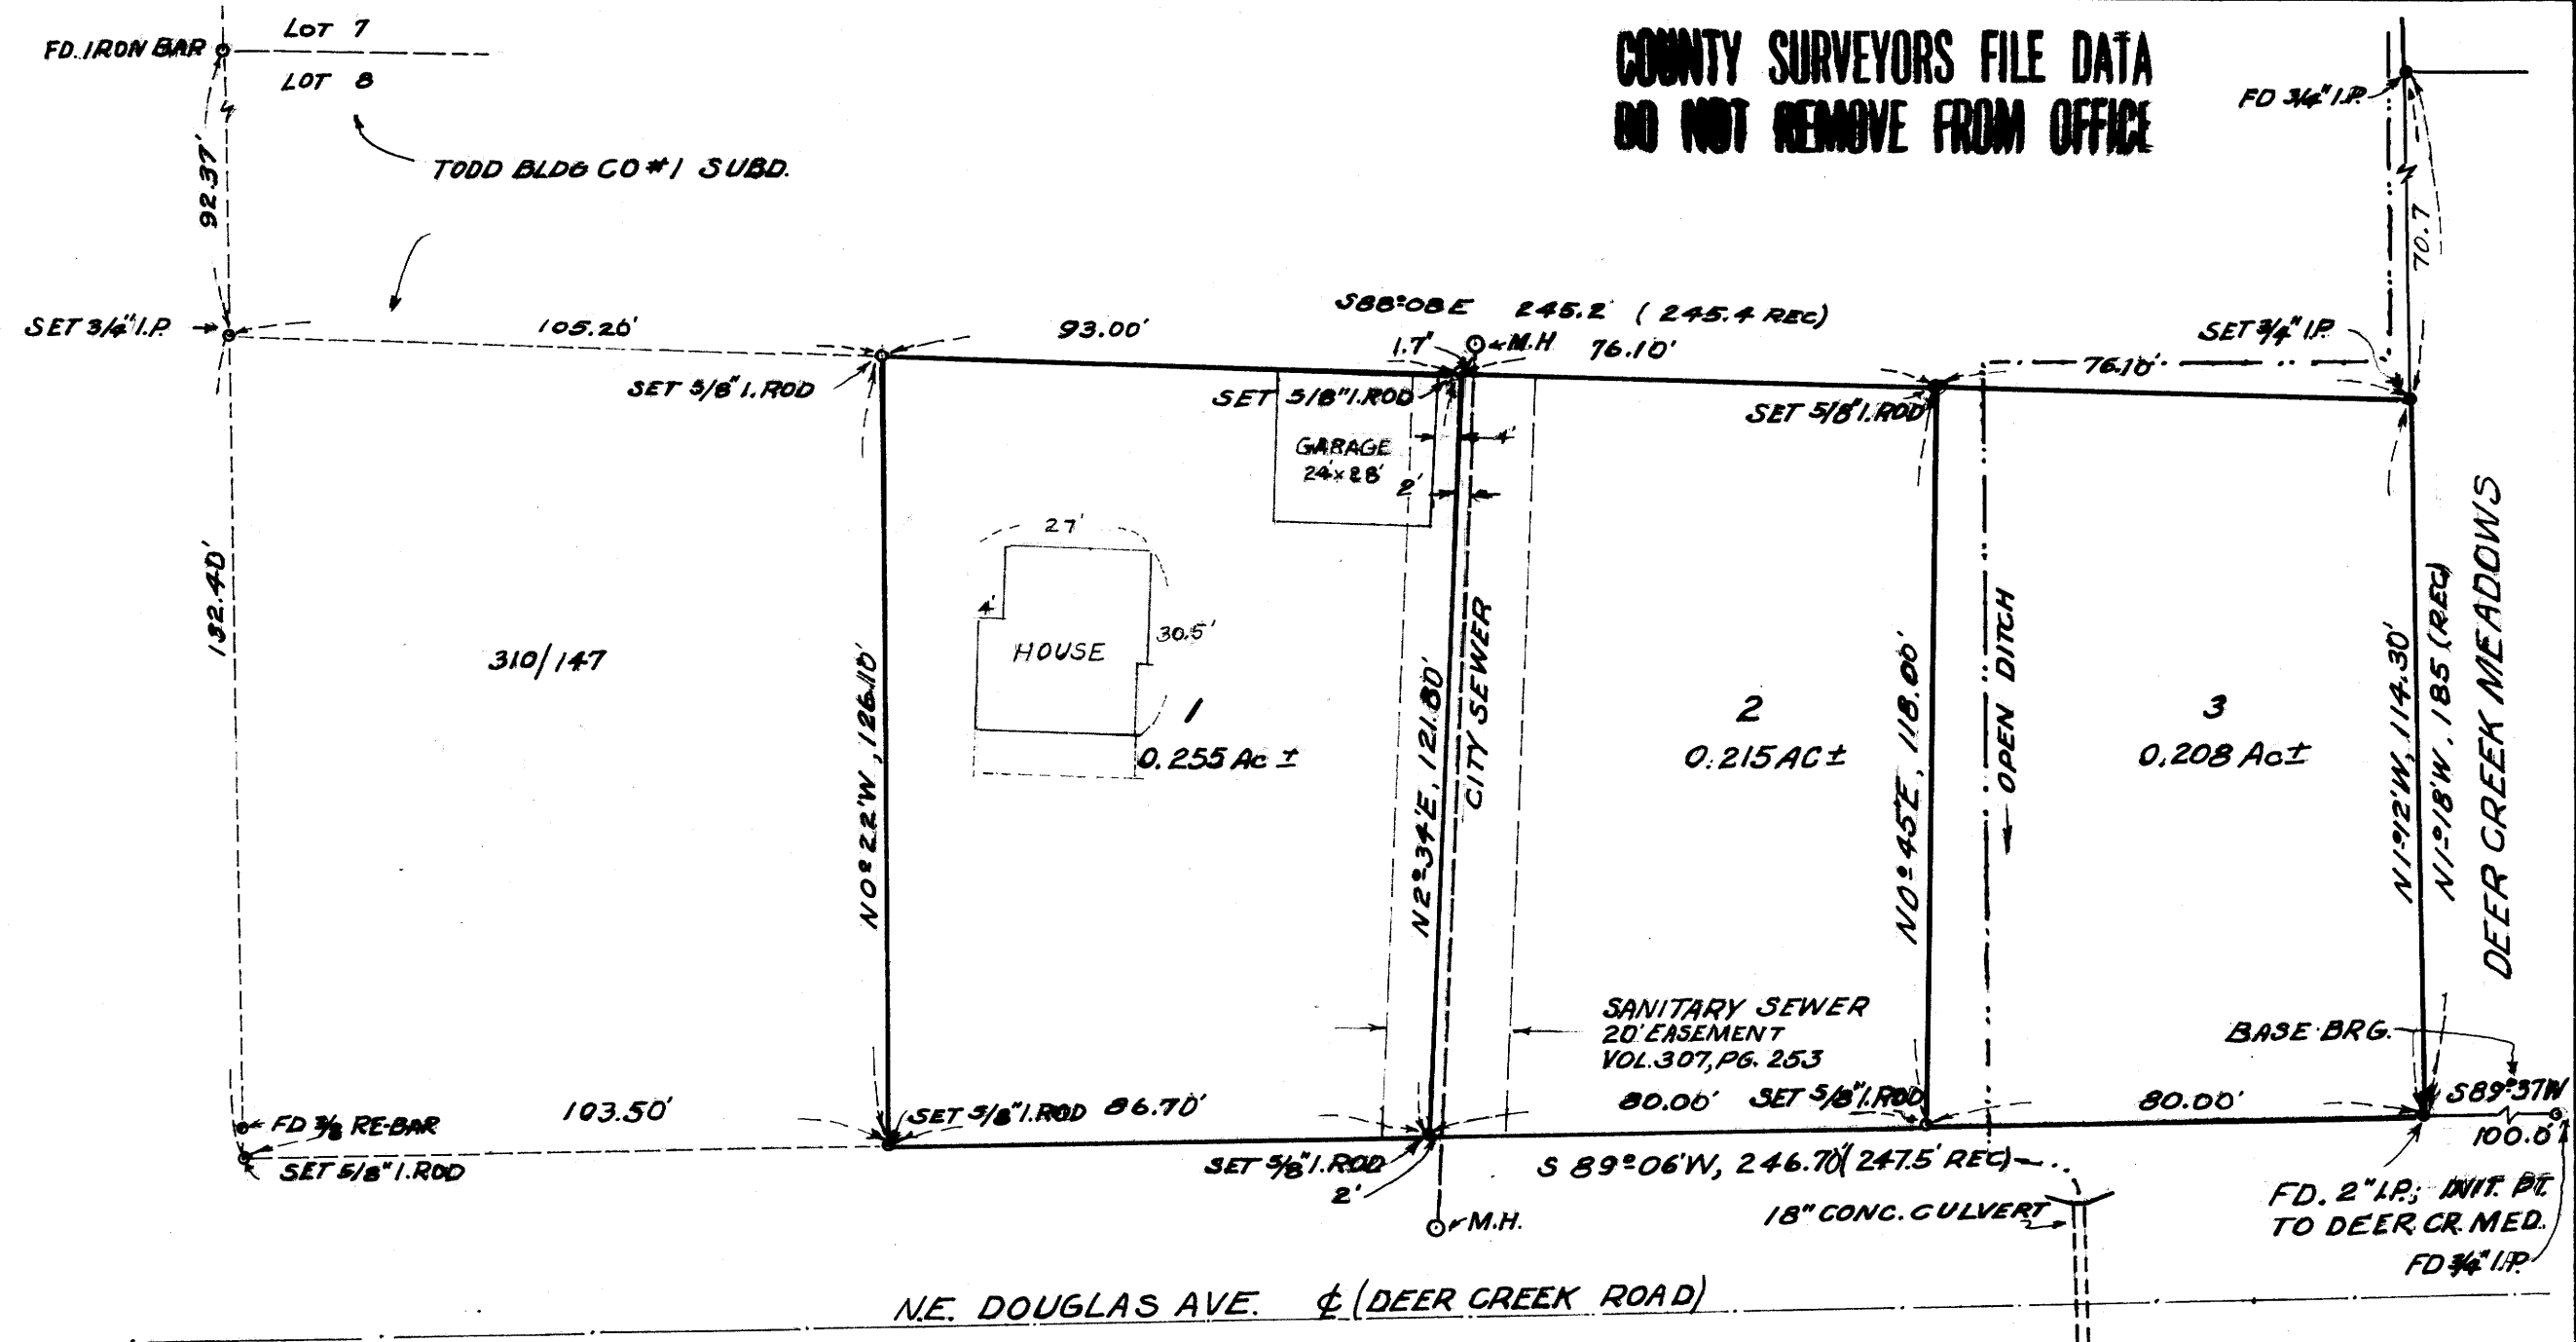 LOT 7
FD. IRON BAR
LOT 8
COUNTY SURVEYORS FILE DATA
DO NOT REMOVE FROM OFFICE
FD 3/4" I.P.
92.37'
TODD BLDG CO #1 SUBD.
70.7
S88°08E 245.2' (245.4 REC)
SET 3/4" I.P.
105.20'
93.00'
1.7'
M.H
76.10'
SET 3/4" I.P.
76.10'
SET 5/8" I.ROD
SET 5/8" I.ROD
SET 5/8" I.ROD
GARAGE
24'x28'
4'
2'
27'
4'
30.5'
HOUSE
132.40'
310/147
N0°22'W, 126.10'
1
0.255 Ac ±
N2°34'E, 121.80'
CITY SEWER
2
0.215 AC ±
N0°45'E, 118.00'
OPEN DITCH
3
0.208 Ac ±
N1°12'W, 114.30'
N1°18'W, 185 (REC)
DEER CREEK MEADOWS
SANITARY SEWER
20' EASEMENT
VOL. 307, PG. 253
BASE BRG.
S89°37W
100.0'
FD 3/8 RE-BAR
103.50'
SET 5/8" I.ROD
86.70'
80.00'
SET 5/8" I.ROD
80.00'
SET 5/8" I.ROD
SET 5/8" I.ROD
2'
S 89°06'W, 246.70' (247.5' REC)
M.H.
18" CONC. CULVERT
FD. 2" I.P.; INIT. PT.
TO DEER. CR. MED.
FD 3/4" I.P.
N.E. DOUGLAS AVE. ℄ (DEER CREEK ROAD)